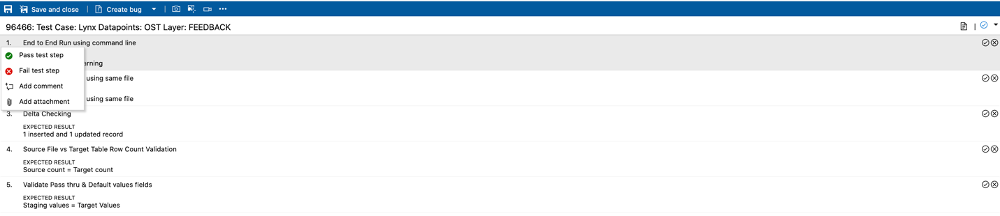 Save and close | Create bug | ...
96466: Test Case: Lynx Datapoints: OST Layer: FEEDBACK
1. End to End Run using command line
Pass test step
arning
Fail test step
using same file
Add comment
using same file
Add attachment
3. Delta Checking
EXPECTED RESULT
1 inserted and 1 updated record
4. Source File vs Target Table Row Count Validation
EXPECTED RESULT
Source count = Target count
5. Validate Pass thru & Default values fields
EXPECTED RESULT
Staging values = Target Values